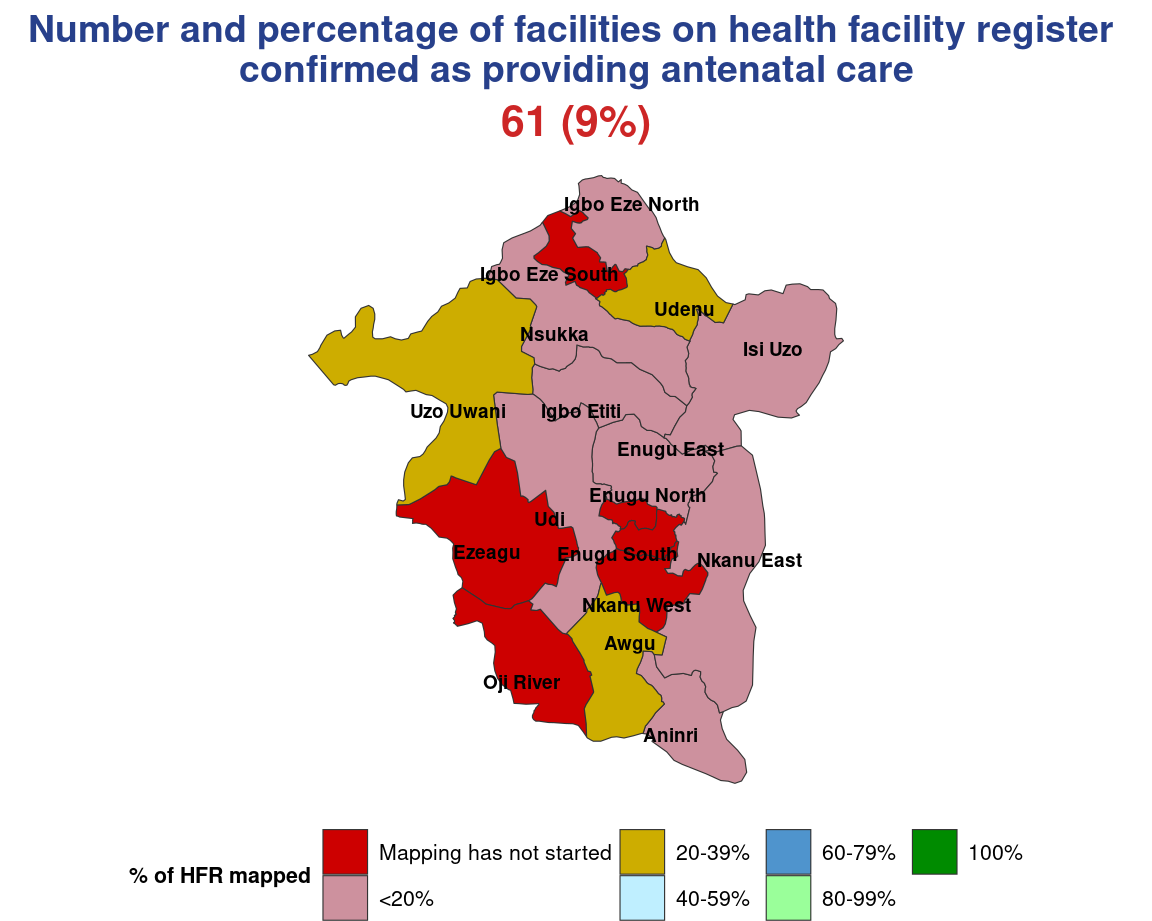 Number and percentage of facilities on health facility register
confirmed as providing antenatal care
61 (9%)
Igbo Eze North
Igbo Eze South
Udenu
Nsukka
Isi Uzo
Uzo Uwani
Igbo Etiti
Enugu East
Enugu North
Udi
Ezeagu
Enugu South
Nkanu East
Nkanu West
Awgu
Oji River
Aninri
% of HFR mapped
Mapping has not started
<20%
20-39%
40-59%
60-79%
80-99%
100%